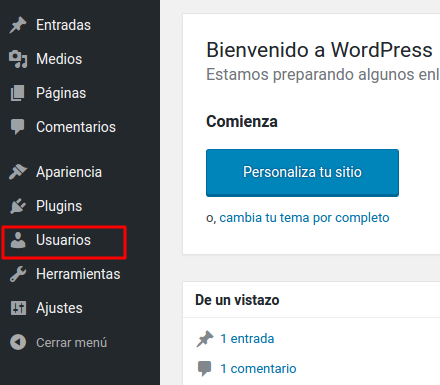 Entradas
Medios
Páginas
Comentarios
Apariencia
Plugins
Usuarios
Herramientas
Ajustes
Cerrar menú
Bienvenido a WordPress
Estamos preparando algunos enl
Comienza
Personaliza tu sitio
o, cambia tu tema por completo
De un vistazo
1 entrada
1 comentario